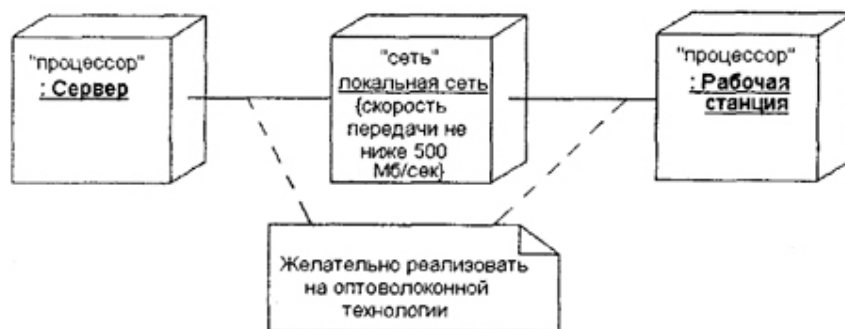 "процессор"
: Сервер
"сеть"
локальная сеть
{скорость
передачи не
ниже 500
Мб/сек}
"процессор"
: Рабочая
станция
Желательно реализовать
на оптоволоконной
технологии